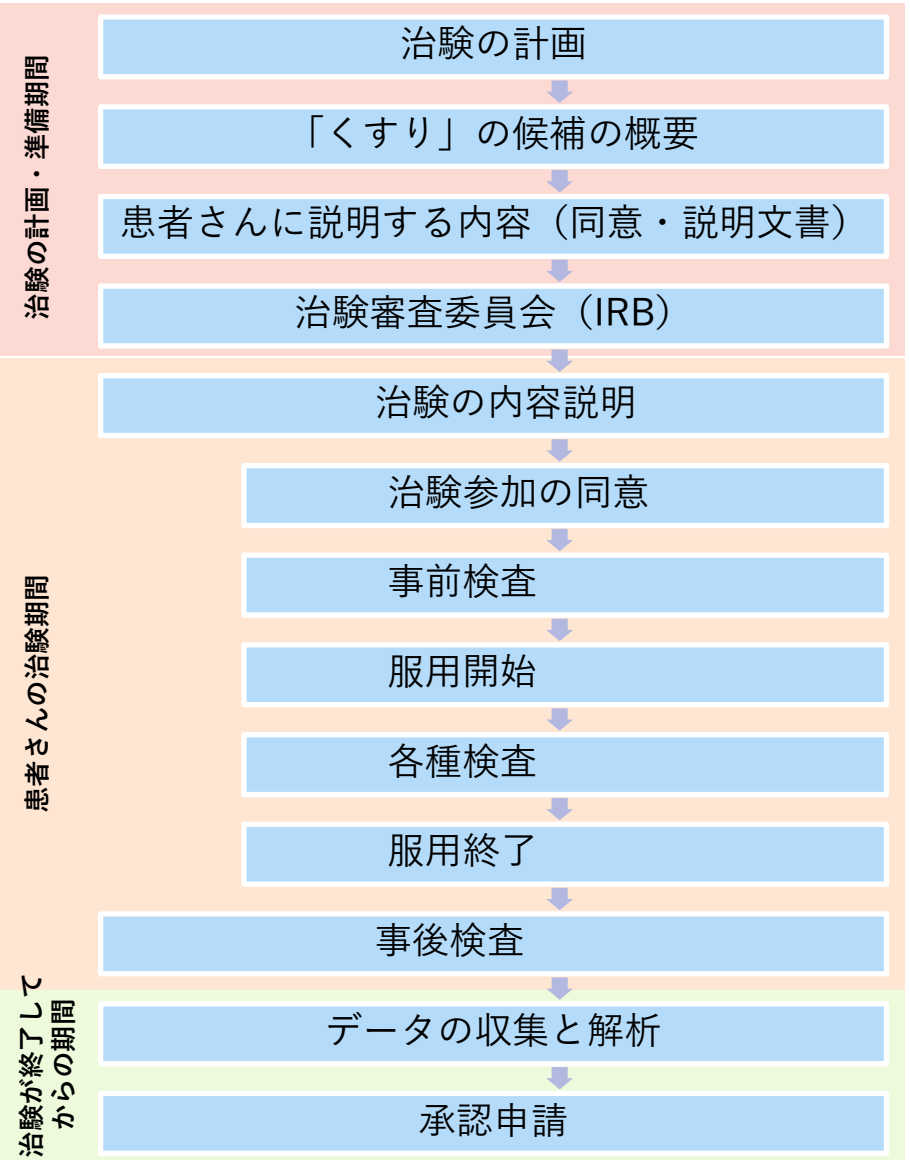 治験の計画・準備期間
治験の計画
「くすり」の候補の概要
患者さんに説明する内容（同意・説明文書）
治験審査委員会（IRB）
患者さんの治験期間
治験の内容説明
治験参加の同意
事前検査
服用開始
各種検査
服用終了
事後検査
治験が終了して
からの期間
データの収集と解析
承認申請